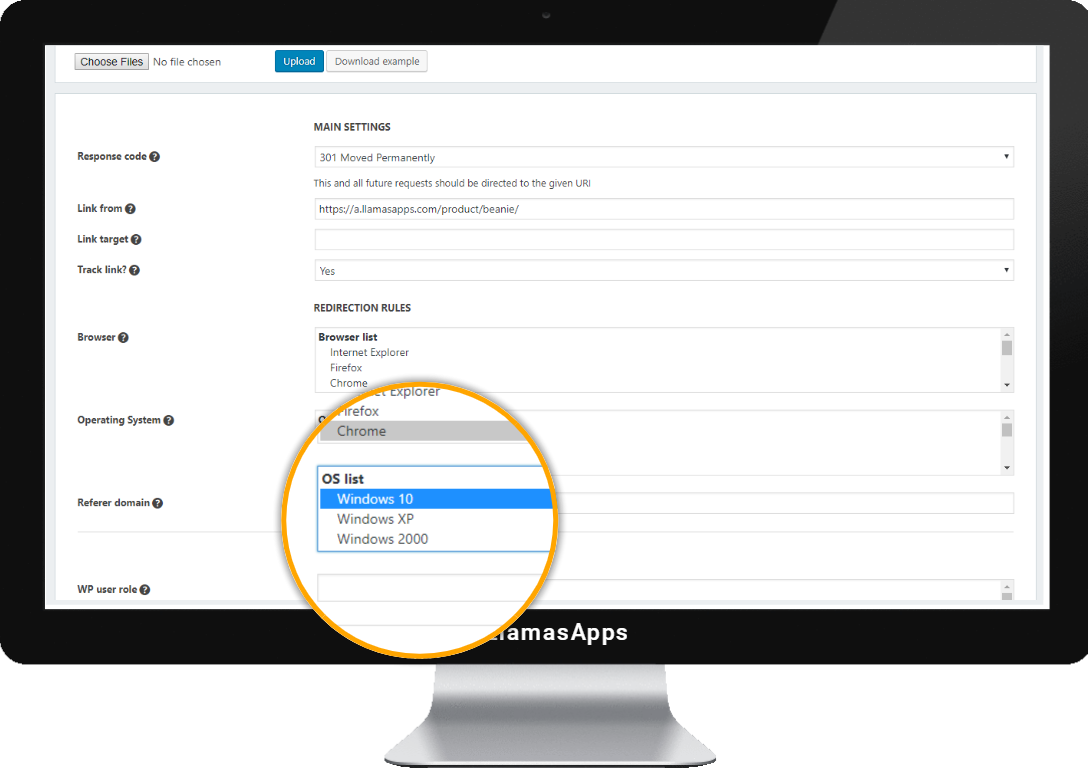 Choose Files No file chosen Upload Download example
MAIN SETTINGS
Response code ? 301 Moved Permanently
This and all future requests should be directed to the given URI
Link from ? https://a.llamasapps.com/product/beanie/
Link target ?
Track link? ? Yes
REDIRECTION RULES
Browser ? Browser list
Internet Explorer
Firefox
Chrome
et Explorer
Firefox
Operating System ? O
Chrome
OS list
Windows 10
Referer domain ?
Windows XP
Windows 2000
WP user role ?
lamasApps